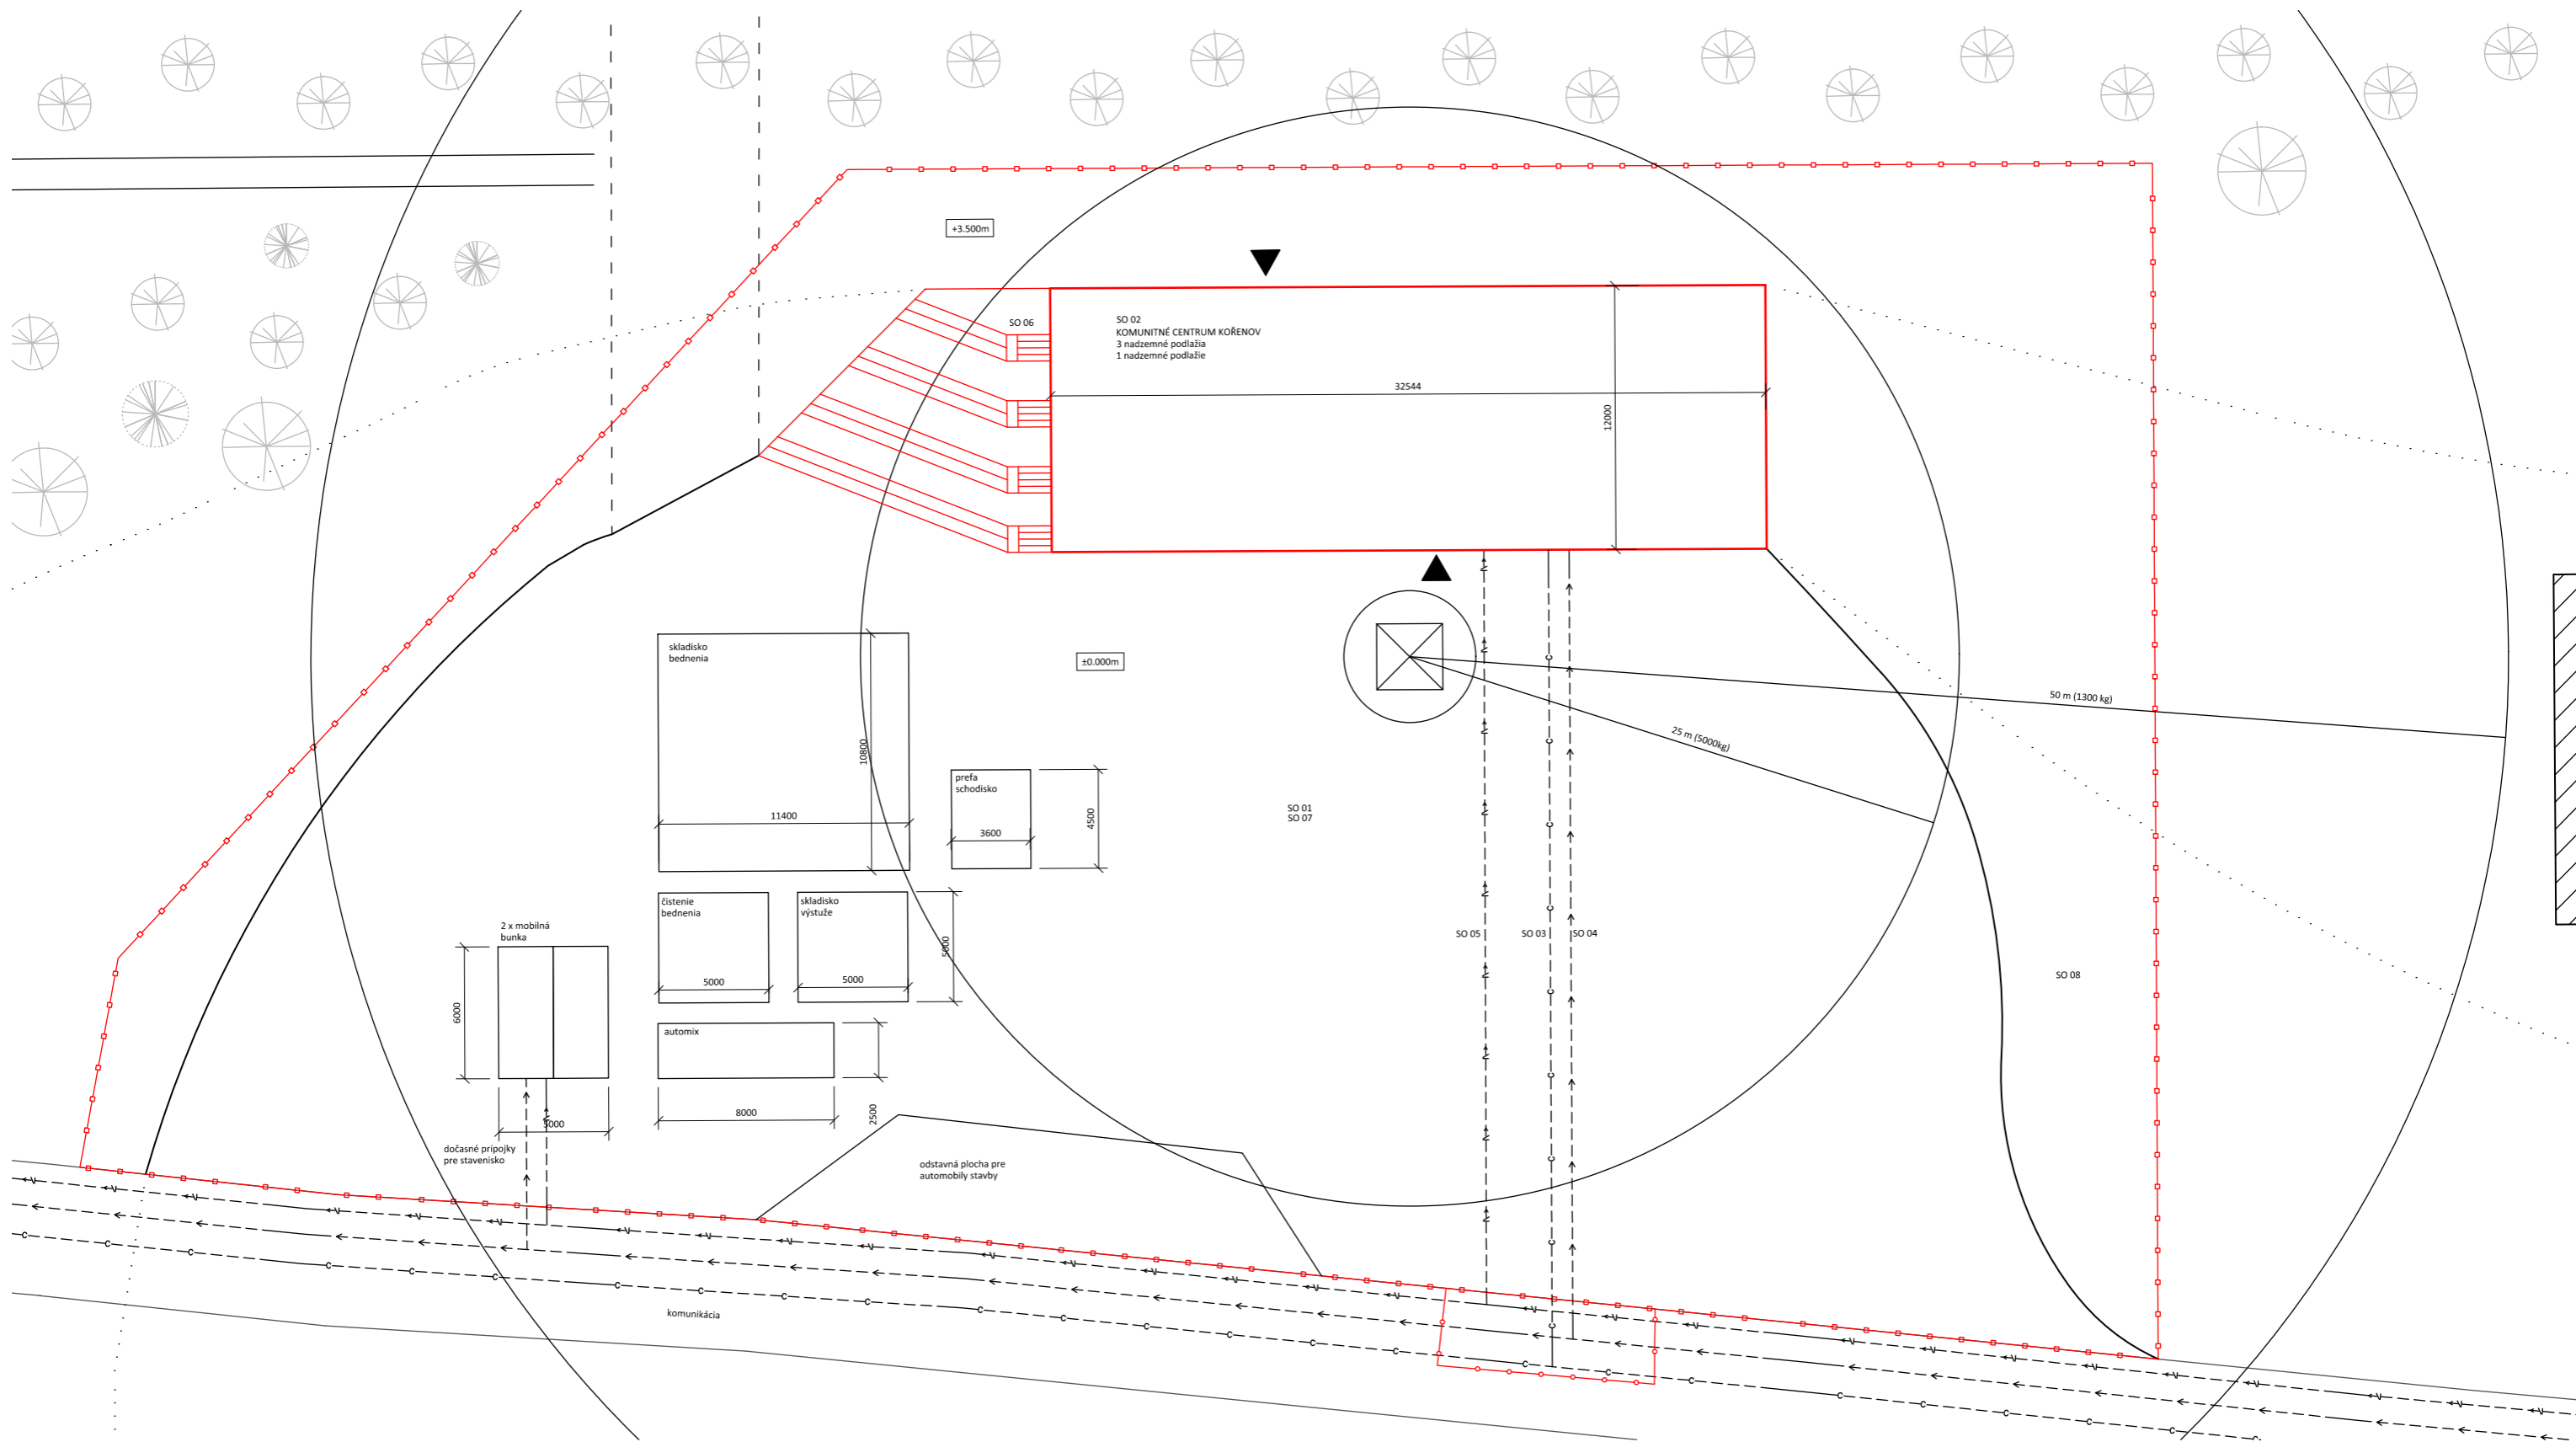 +3.500m
SO 06
SO 02
KOMUNITNÉ CENTRUM KOŘENOV
3 nadzemné podlažia
1 nadzemné podlažie
32544
12000
skladisko
bednenia
10800
11400
±0.000m
prefa
schodisko
3600
4500
50 m (1300 kg)
25 m (5000kg)
SO 01
SO 07
čistenie
bednenia
5000
skladisko
výstuže
5000
5000
2 x mobilná
bunka
6000
5000
automix
8000
2500
SO 05
SO 03
SO 04
SO 08
dočasné prípojky
pre stavenisko
odstavná plocha pre
automobily stavby
komunikácia